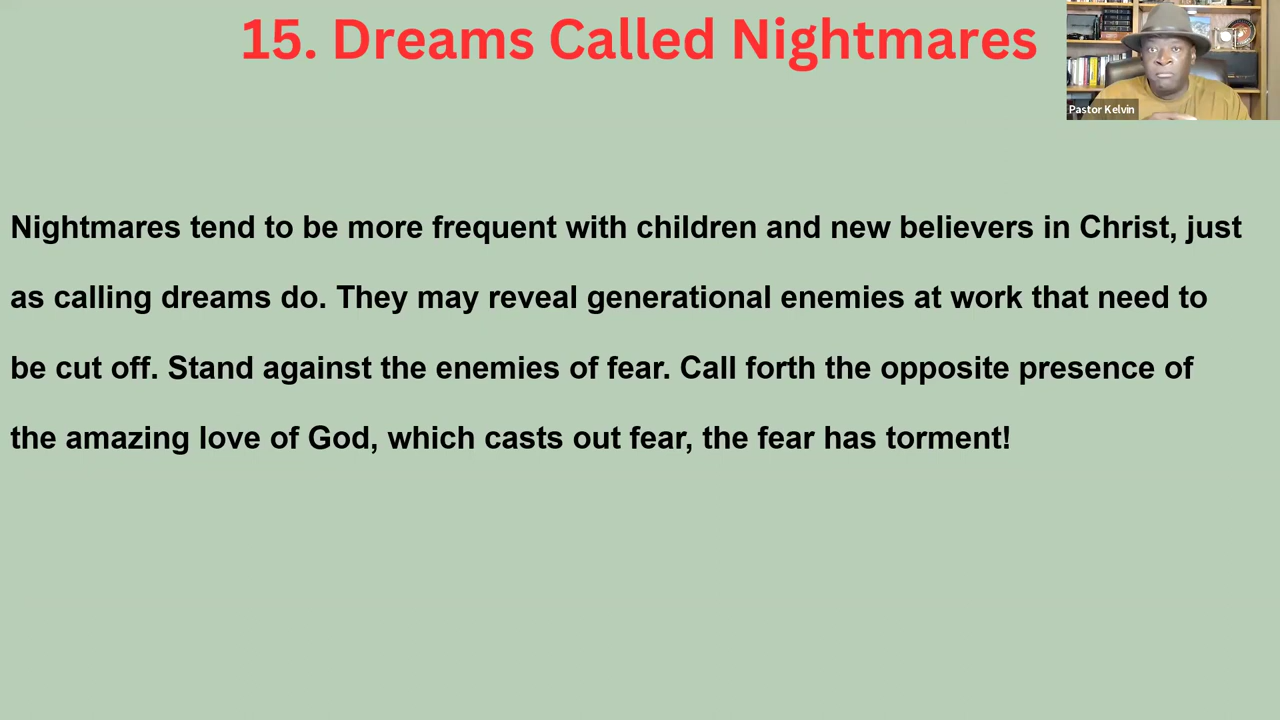 15. Dreams Called Nightmares
Pastor Kelvin
Nightmares tend to be more frequent with children and new believers in Christ, just
as calling dreams do. They may reveal generational enemies at work that need to
be cut off. Stand against the enemies of fear. Call forth the opposite presence of
the amazing love of God, which casts out fear, the fear has torment!